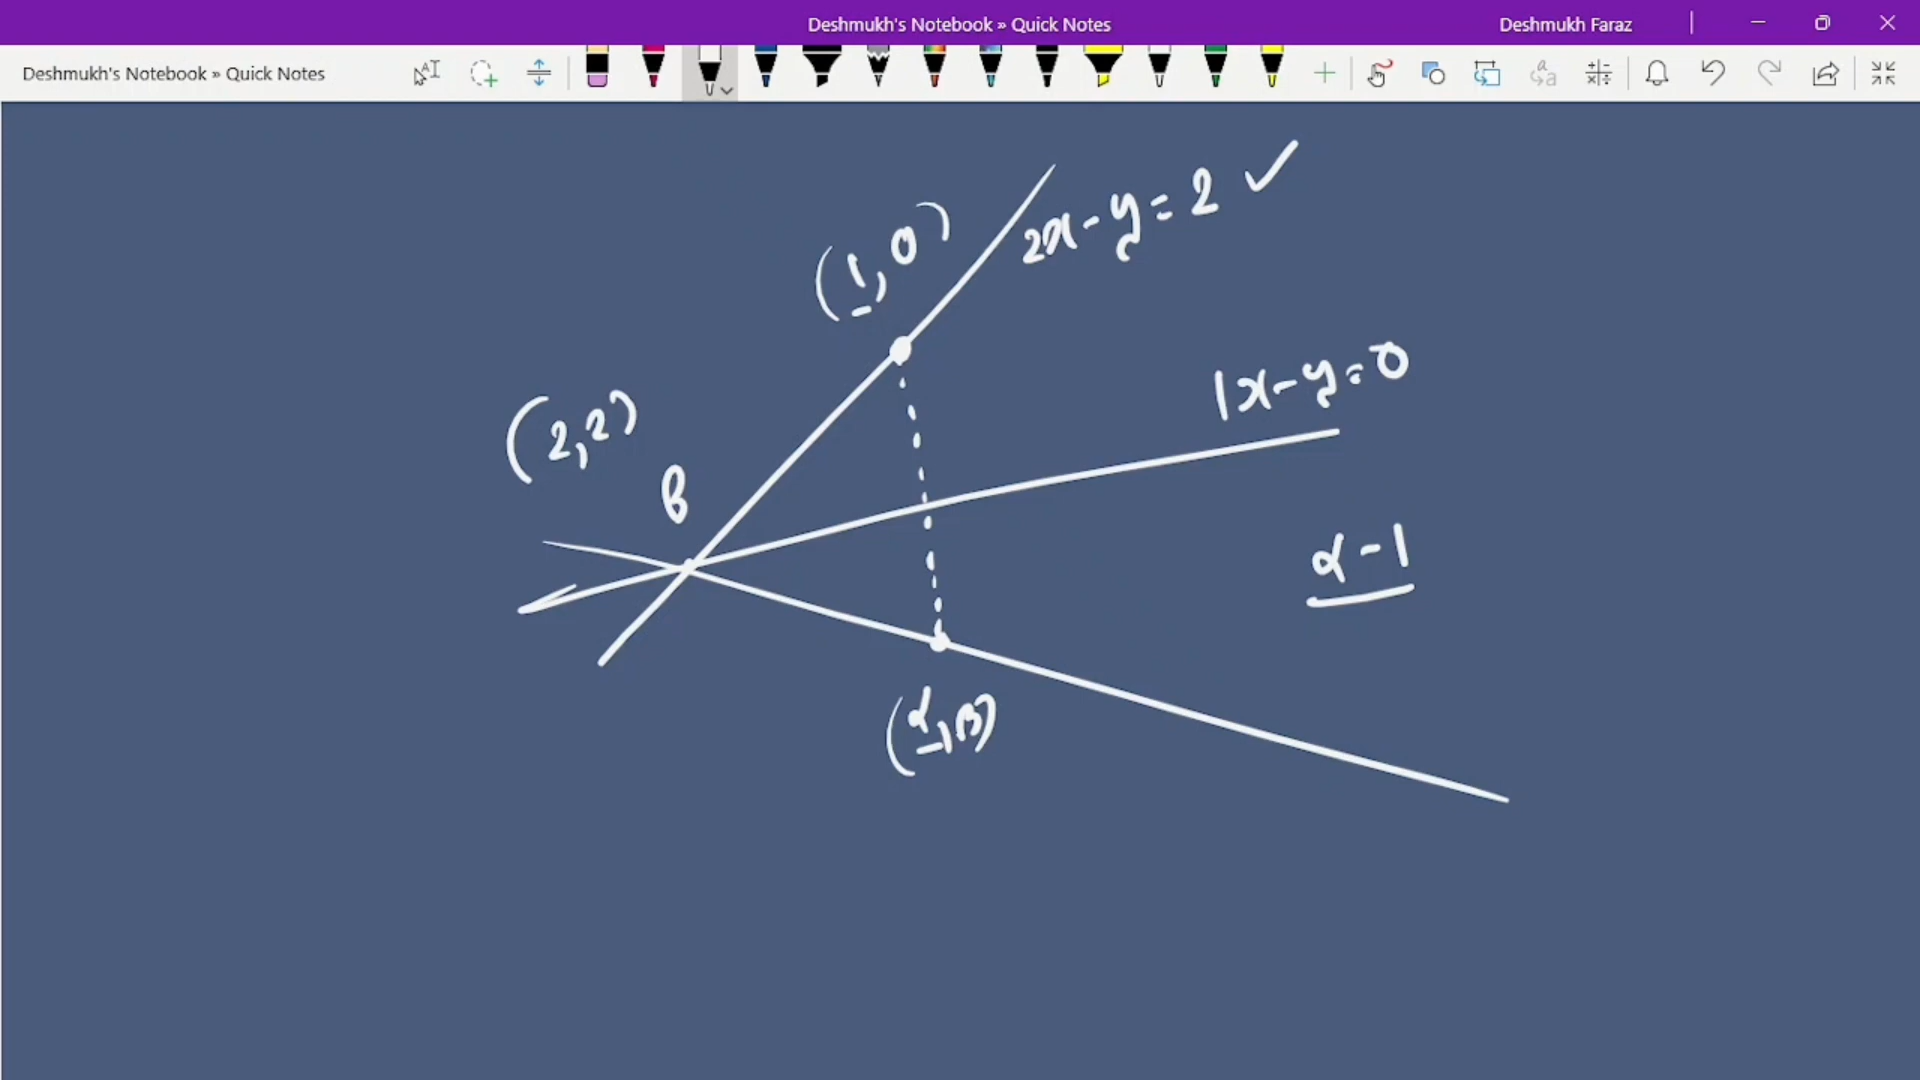 Deshmukh's Notebook » Quick Notes
Deshmukh Faraz
Deshmukh's Notebook » Quick Notes
(1,0)
2x-y=2 ✓
1x-y=0
(2,2)
B
α-1
(α,β)